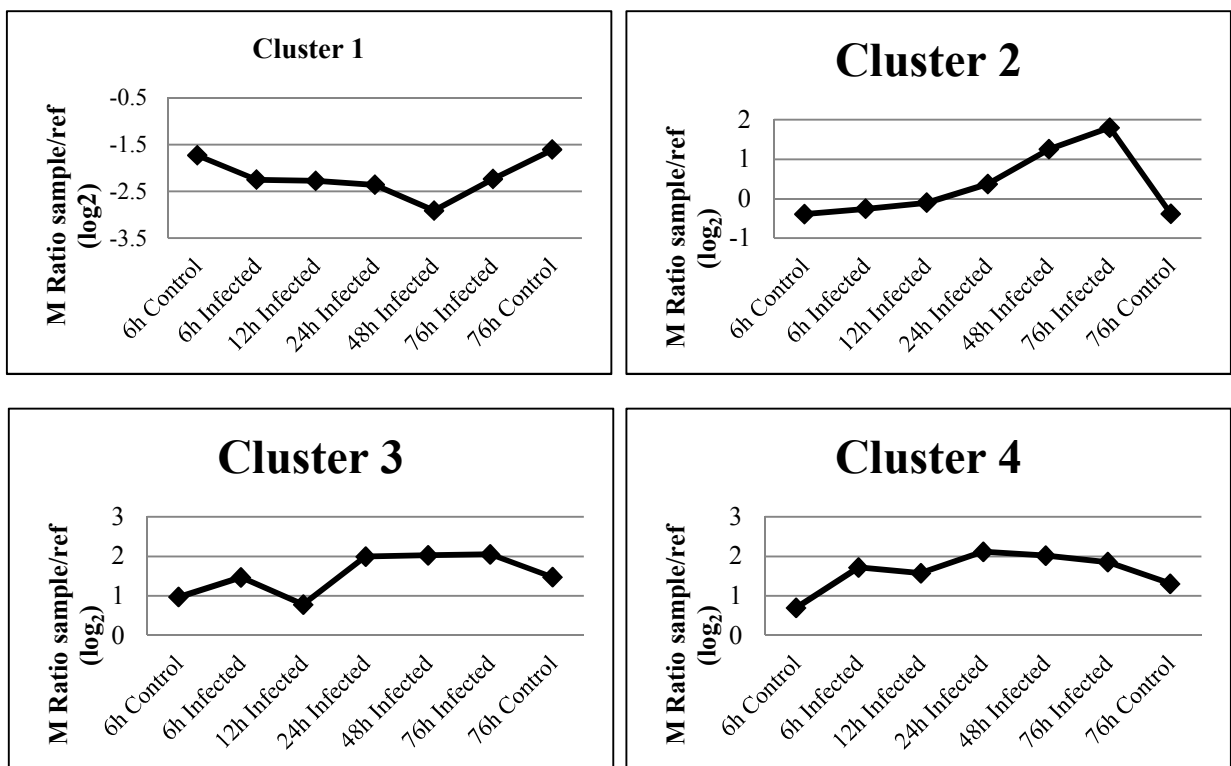 Cluster 1
M Ratio sample/ref
(log2)
-0.5
-1.5
-2.5
-3.5
6h Control
6h Infected
12h Infected
24h Infected
48h Infected
76h Infected
76h Control
Cluster 2
M Ratio sample/ref
(log₂)
2
1
0
-1
6h Control
6h Infected
12h Infected
24h Infected
48h Infected
76h Infected
76h Control
Cluster 3
M Ratio sample/ref
(log₂)
3
2
1
0
6h Control
6h Infected
12h Infected
24h Infected
48h Infected
76h Infected
76h Control
Cluster 4
M Ratio sample/ref
(log₂)
3
2
1
0
6h Control
6h Infected
12h Infected
24h Infected
48h Infected
76h Infected
76h Control